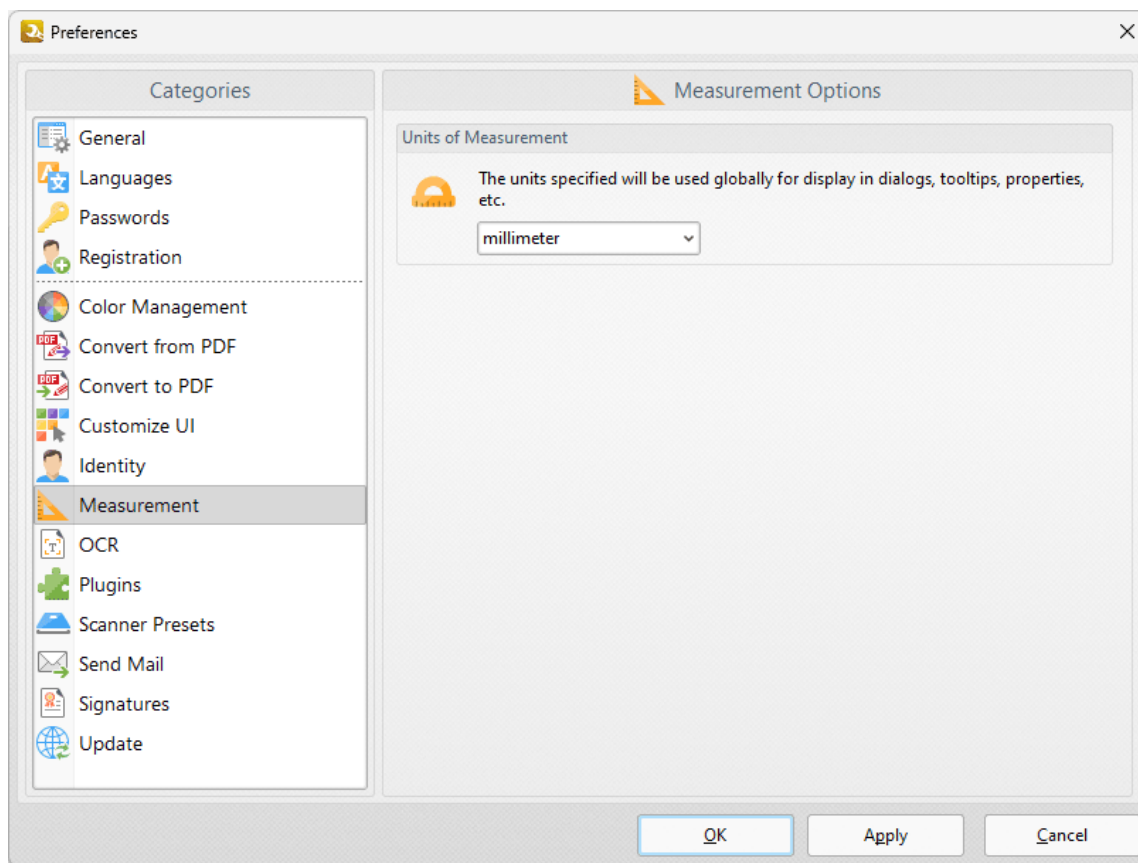 Preferences
Categories
General
Languages
Passwords
Registration
Color Management
Convert from PDF
Convert to PDF
Customize UI
Identity
Measurement
OCR
Plugins
Scanner Presets
Send Mail
Signatures
Update
Measurement Options
Units of Measurement
The units specified will be used globally for display in dialogs, tooltips, properties,
etc.
millimeter
OK
Apply
Cancel